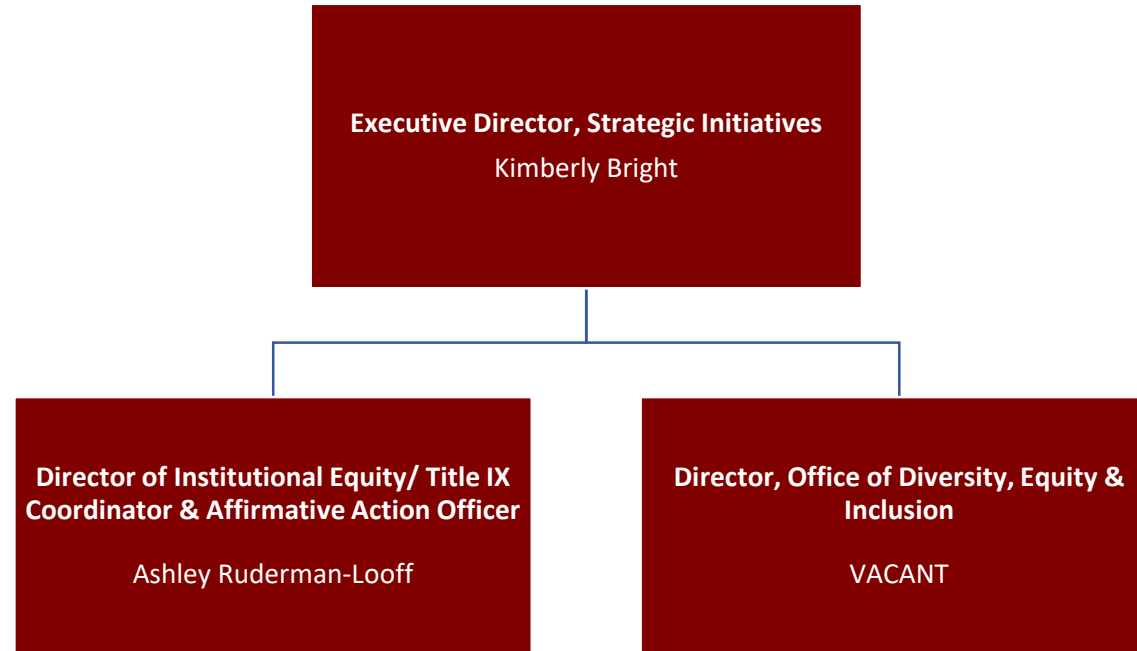 Executive Director, Strategic Initiatives
Kimberly Bright
Director of Institutional Equity/ Title IX
Coordinator & Affirmative Action Officer
Ashley Ruderman-Looff
Director, Office of Diversity, Equity &
Inclusion
VACANT